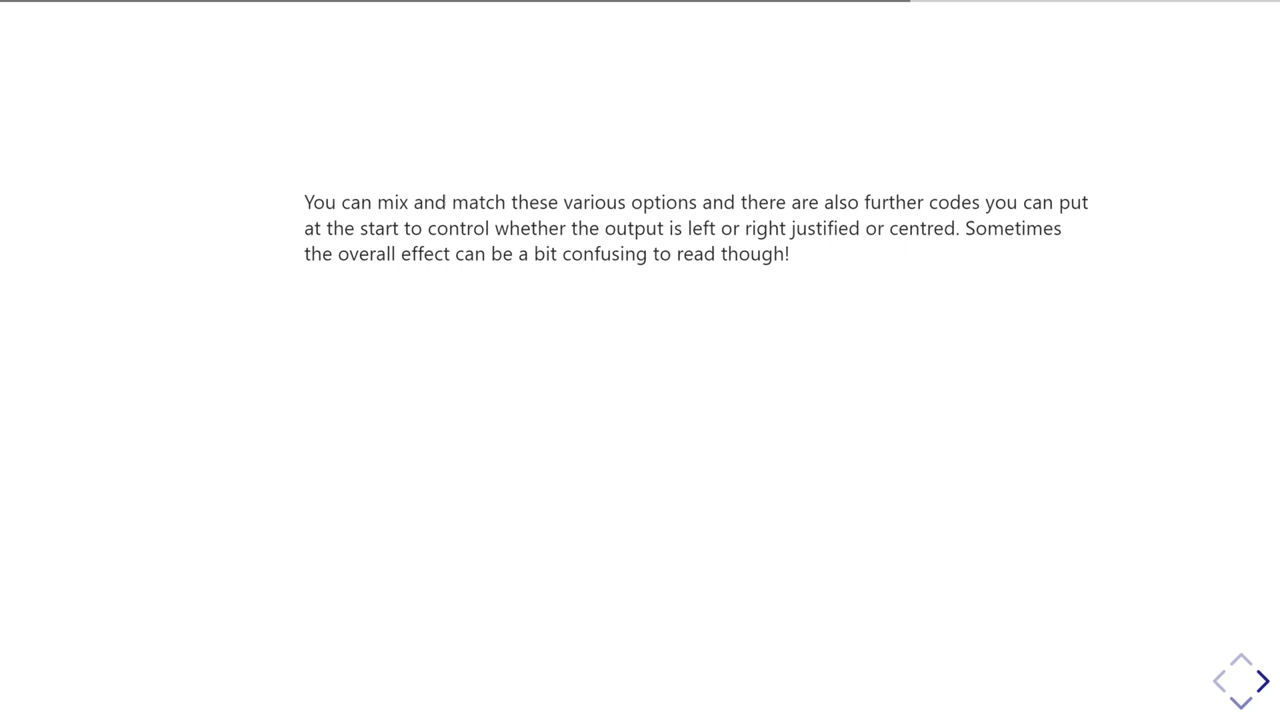 You can mix and match these various options and there are also further codes you can put
at the start to control whether the output is left or right justified or centred. Sometimes
the overall effect can be a bit confusing to read though!